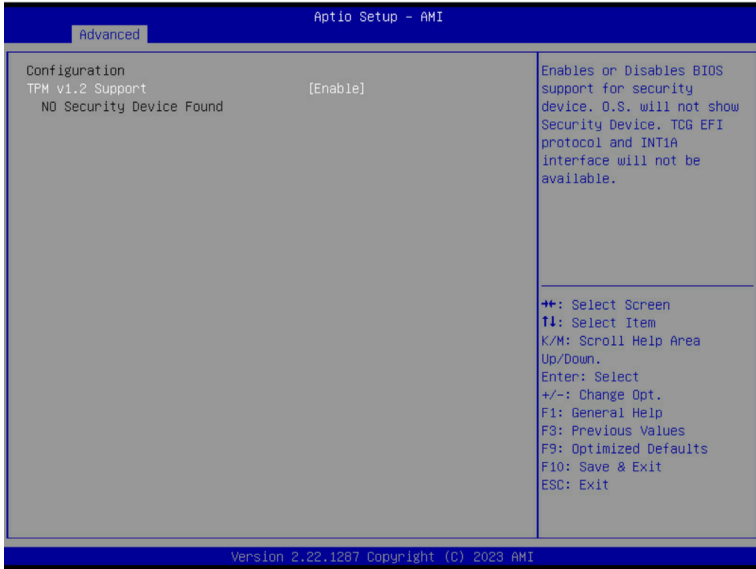 Aptio Setup – AMI
Advanced
Configuration
TPM v1.2 Support [Enable]
NO Security Device Found
Enables or Disables BIOS
support for security
device. O.S. will not show
Security Device. TCG EFI
protocol and INT1A
interface will not be
available.
→←: Select Screen
↑↓: Select Item
K/M: Scroll Help Area
Up/Down.
Enter: Select
+/-: Change Opt.
F1: General Help
F3: Previous Values
F9: Optimized Defaults
F10: Save & Exit
ESC: Exit
Version 2.22.1287 Copyright (C) 2023 AMI